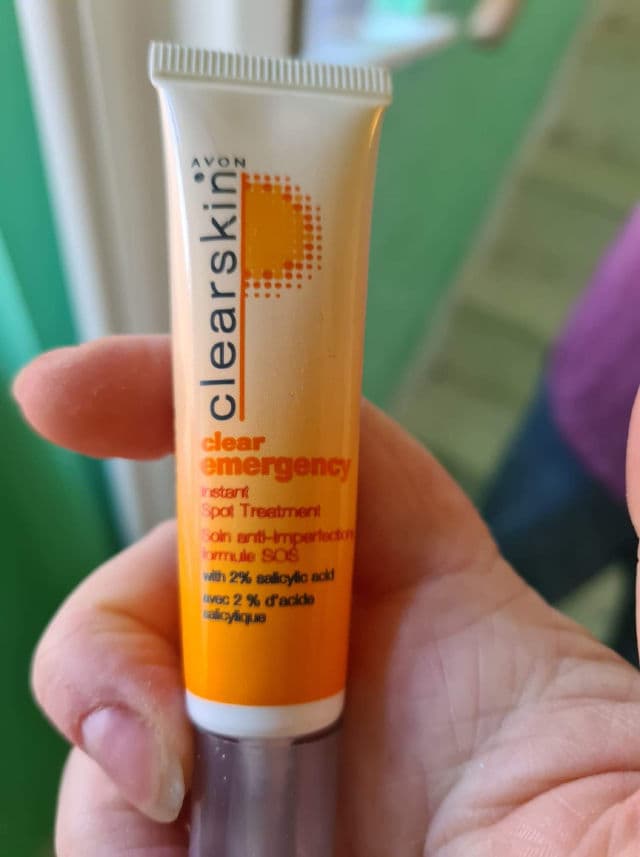 AVON
clearskin
clear
emergency
instant
Spot Treatment
Soin anti-imperfections
formule SOS
with 2% salicylic acid
avec 2 % d'acide
salicylique